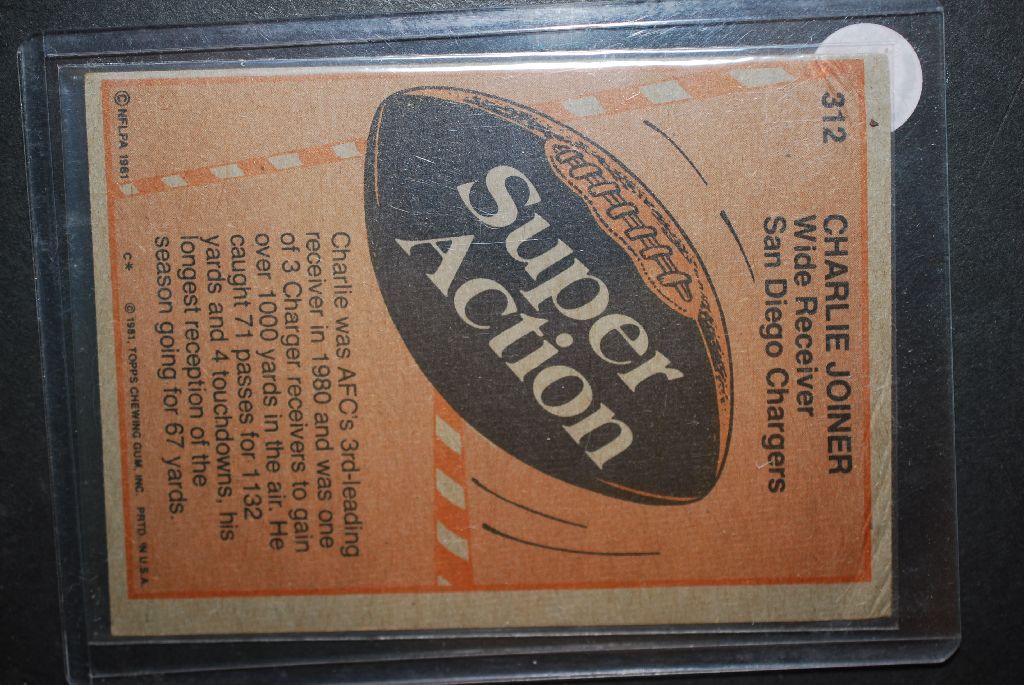 312
CHARLIE JOINER
Wide Receiver
San Diego Chargers
Super
Action
Charlie was AFC's 3rd-leading
receiver in 1980 and was one
of 3 Charger receivers to gain
over 1000 yards in the air. He
caught 71 passes for 1132
yards and 4 touchdowns, his
longest reception of the
season going for 67 yards.
© NFLPA 1981 C* © 1981, TOPPS CHEWING GUM, INC. PRTD. IN U.S.A.